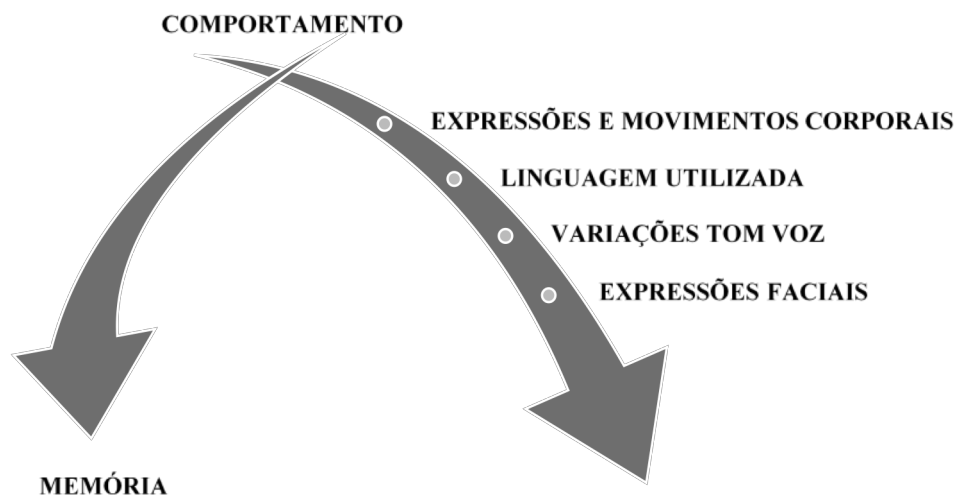 COMPORTAMENTO
EXPRESSÕES E MOVIMENTOS CORPORAIS
LINGUAGEM UTILIZADA
VARIAÇÕES TOM VOZ
EXPRESSÕES FACIAIS
MEMÓRIA